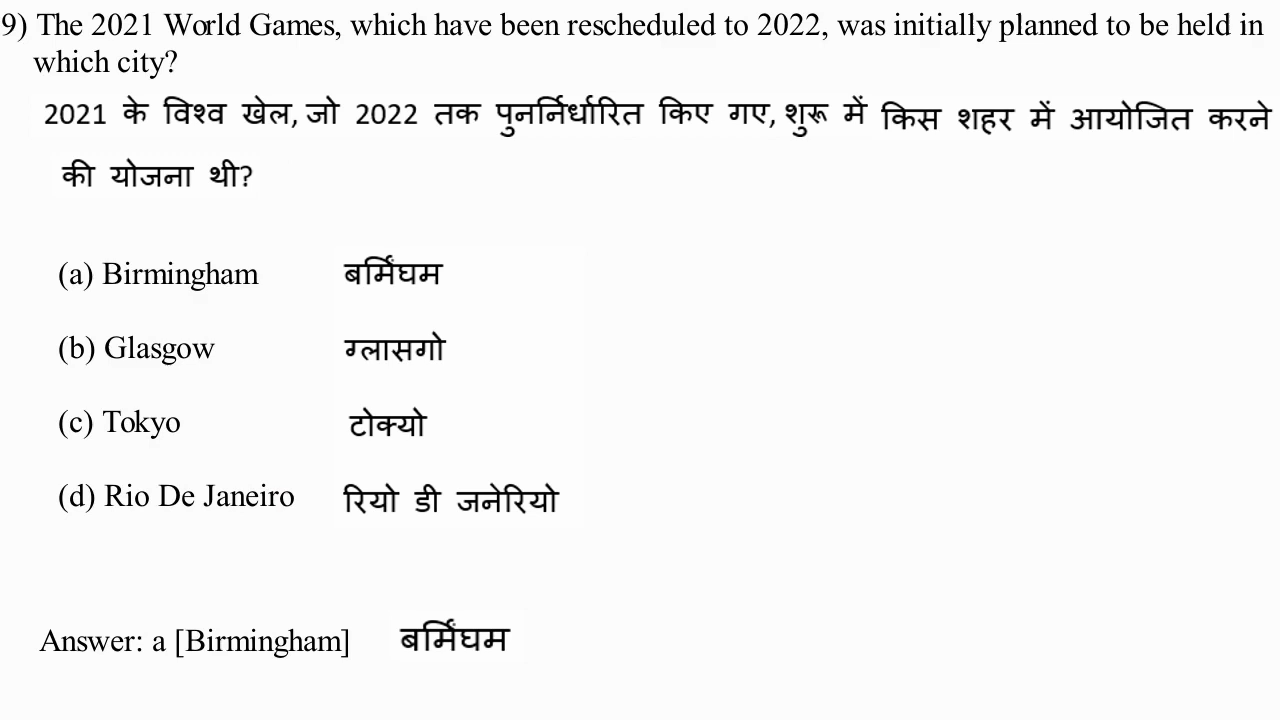 9) The 2021 World Games, which have been rescheduled to 2022, was initially planned to be held in
which city?
2021 के विश्व खेल, जो 2022 तक पुनर्निर्धारित किए गए, शुरू में किस शहर में आयोजित करने
की योजना थी?
(a) Birmingham बर्मिंघम
(b) Glasgow ग्लासगो
(c) Tokyo टोक्यो
(d) Rio De Janeiro रियो डी जनेरियो
Answer: a [Birmingham] बर्मिंघम